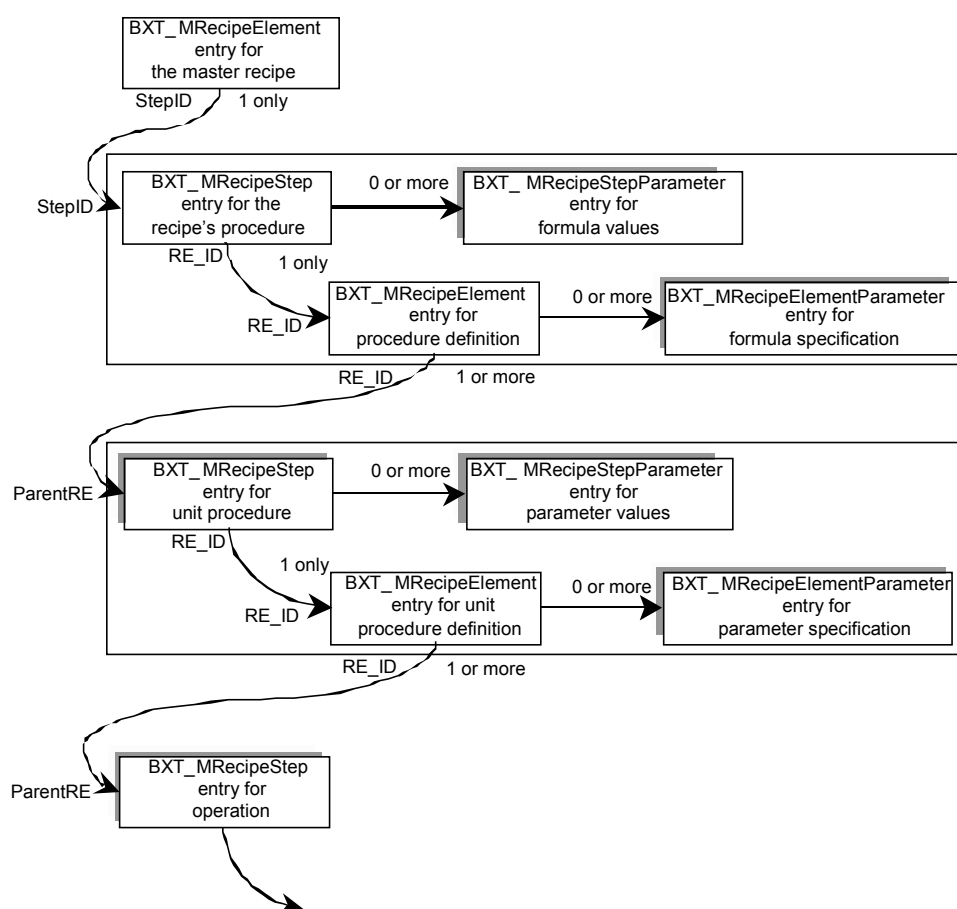 BXT_ MRecipeElement
entry for
the master recipe
StepID
1 only
StepID
BXT_MRecipeStep
entry for the
recipe's procedure
0 or more
BXT_ MRecipeStepParameter
entry for
formula values
RE_ID
1 only
RE_ID
BXT_MRecipeElement
entry for
procedure definition
0 or more
BXT_MRecipeElementParameter
entry for
formula specification
RE_ID
1 or more
ParentRE
BXT_MRecipeStep
entry for
unit procedure
0 or more
BXT_ MRecipeStepParameter
entry for
parameter values
RE_ID
1 only
RE_ID
BXT_MRecipeElement
entry for unit
procedure definition
0 or more
BXT_MRecipeElementParameter
entry for
parameter specification
RE_ID
1 or more
ParentRE
BXT_MRecipeStep
entry for
operation